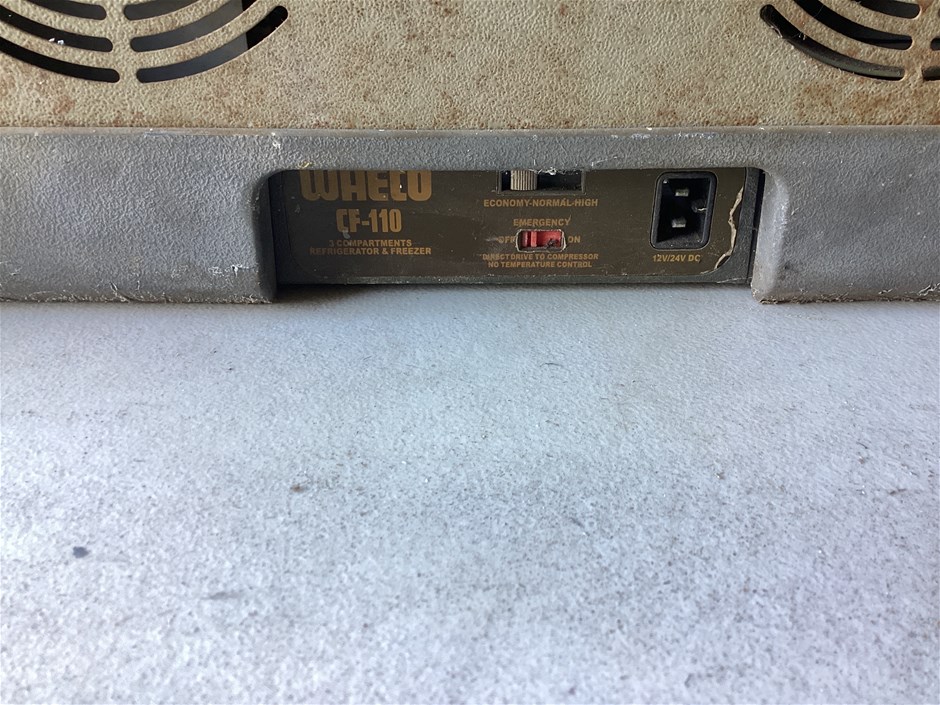 WAECO
CF-110
3 COMPARTMENTS
REFRIGERATOR & FREEZER
ECONOMY-NORMAL-HIGH
EMERGENCY
OFF ON
DIRECT DRIVE TO COMPRESSOR
NO TEMPERATURE CONTROL
12V/24V DC